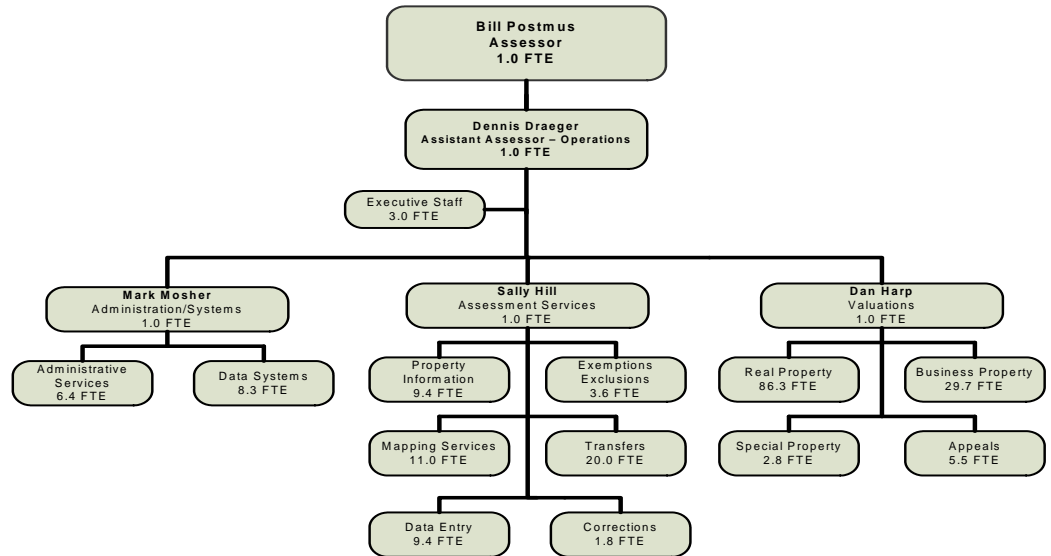 Bill Postmus
Assessor
1.0 FTE
Dennis Draeger
Assistant Assessor – Operations
1.0 FTE
Executive Staff
3.0 FTE
Mark Mosher
Administration/Systems
1.0 FTE
Sally Hill
Assessment Services
1.0 FTE
Dan Harp
Valuations
1.0 FTE
Administrative
Services
6.4 FTE
Data Systems
8.3 FTE
Property
Information
9.4 FTE
Exemptions
Exclusions
3.6 FTE
Real Property
86.3 FTE
Business Property
29.7 FTE
Mapping Services
11.0 FTE
Transfers
20.0 FTE
Special Property
2.8 FTE
Appeals
5.5 FTE
Data Entry
9.4 FTE
Corrections
1.8 FTE